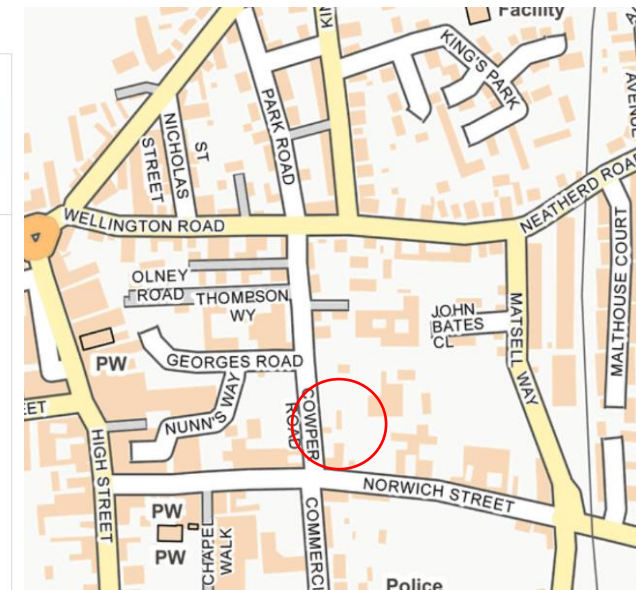 Facility
KIN
KING'S PARK
PARK ROAD
NICHOLAS
STREET
ST
WELLINGTON ROAD
NEATHERD ROAD
OLNEY
ROAD
THOMPSON
WY
JOHN
BATES
CL
MATSELL WAY
MALTHOUSE COURT
PW
GEORGES ROAD
NUNN'S WAY
COWPER
ROAD
EET
HIGH STREET
NORWICH STREET
PW
PW
CHAPEL
WALK
COMMERCI
Police